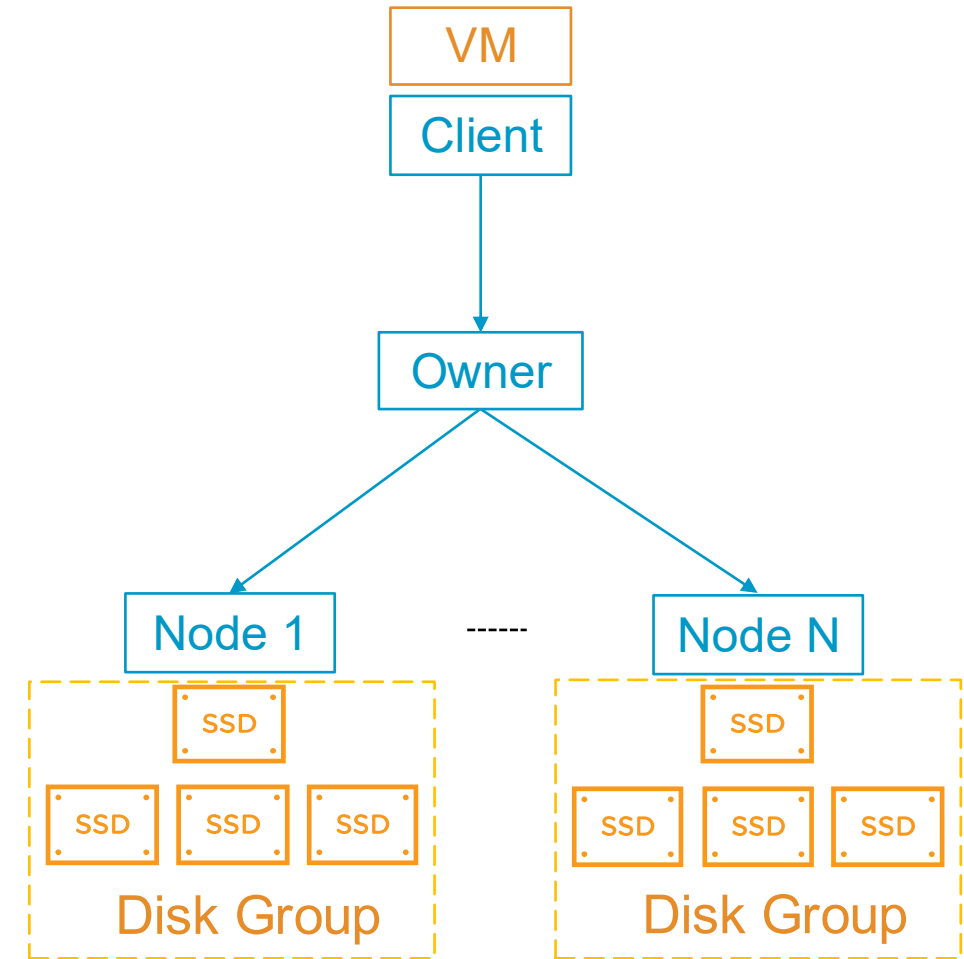 VM
Client
Owner
Node 1
Node N
SSD
SSD
SSD SSD SSD
SSD SSD SSD
Disk Group
Disk Group